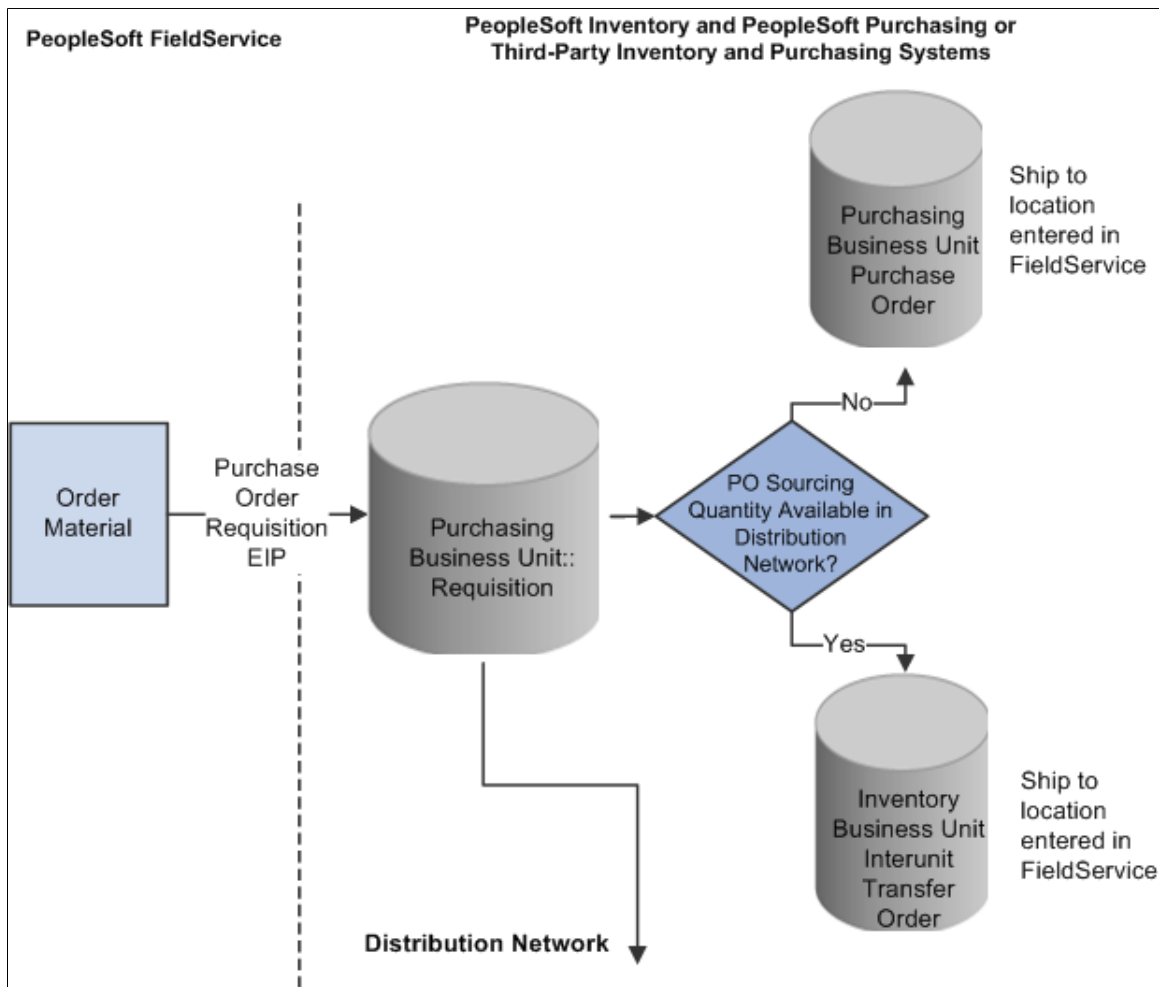 PeopleSoft FieldService
PeopleSoft Inventory and PeopleSoft Purchasing or
Third-Party Inventory and Purchasing Systems
Order
Material
Purchase
Order
Requisition
EIP
Purchasing
Business Unit::
Requisition
PO Sourcing
Quantity Available in
Distribution
Network?
No
Purchasing
Business Unit
Purchase
Order
Ship to
location
entered in
FieldService
Yes
Inventory
Business Unit
Interunit
Transfer
Order
Ship to
location
entered in
FieldService
Distribution Network